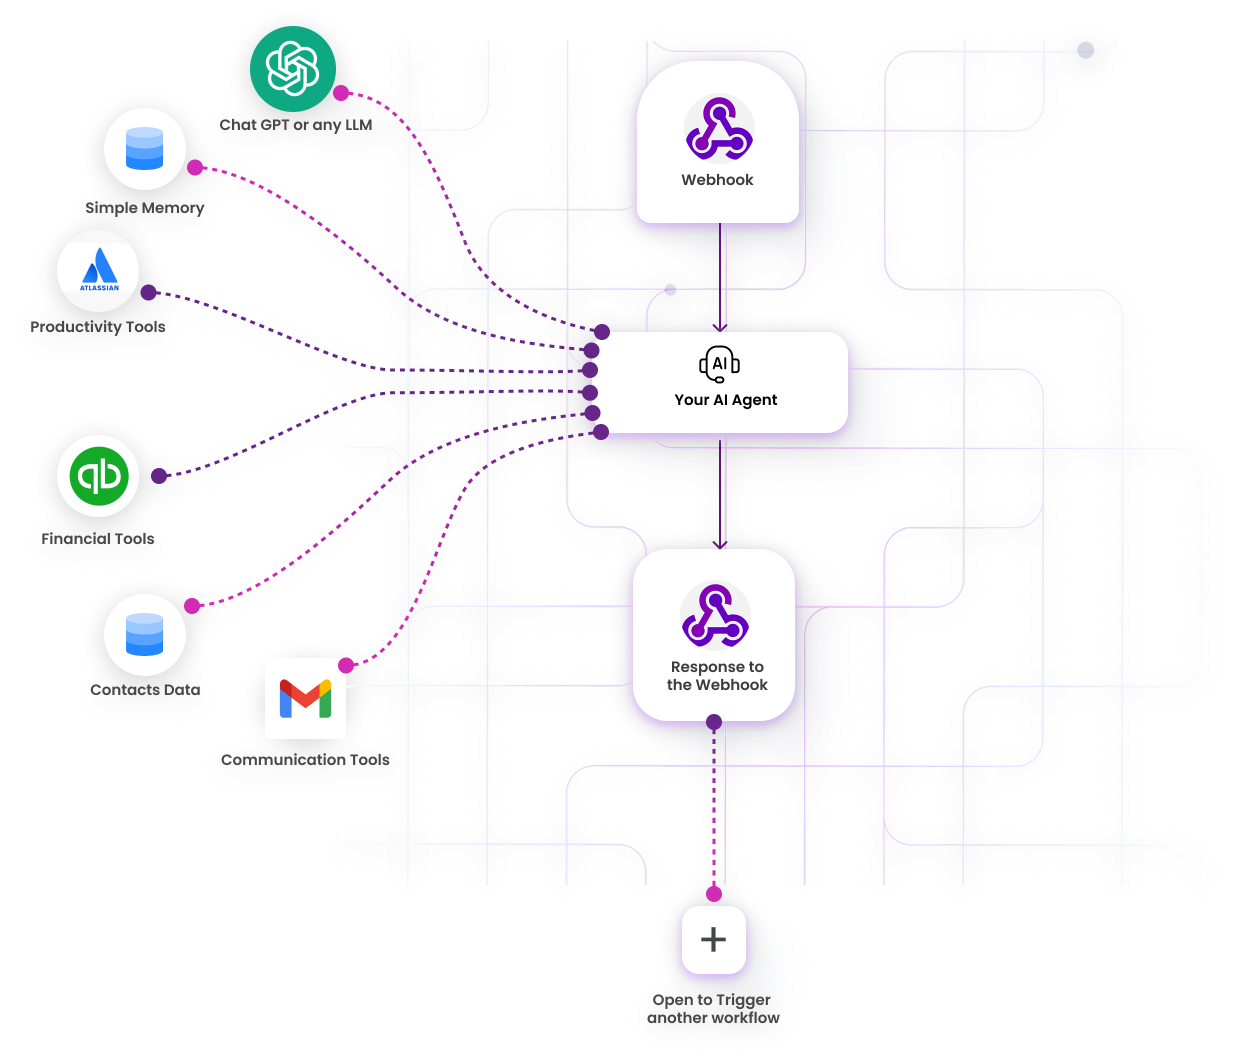 Chat GPT or any LLM
Simple Memory
ATLASSIAN
Productivity Tools
qb
Financial Tools
Contacts Data
Communication Tools
Webhook
AI
Your AI Agent
Response to
the Webhook
Open to Trigger
another workflow